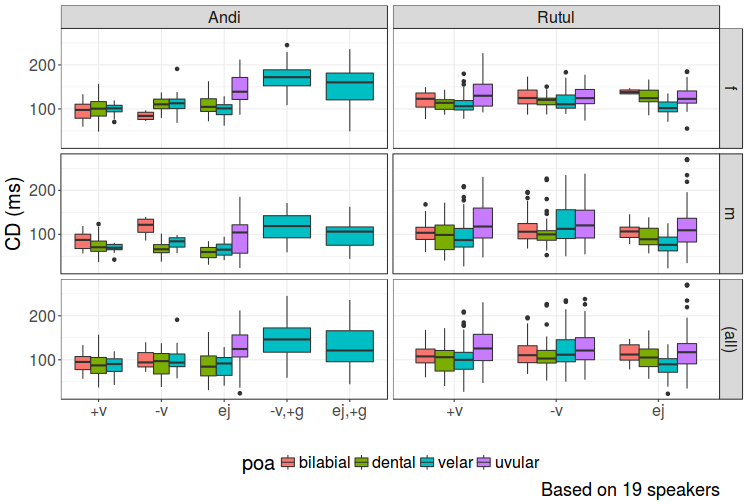 Andi Rutul
CD (ms)
200
100
f
200
100
m
200
100
(all)
+v -v ej -v,+g ej,+g +v -v ej
poa bilabial dental velar uvular
Based on 19 speakers